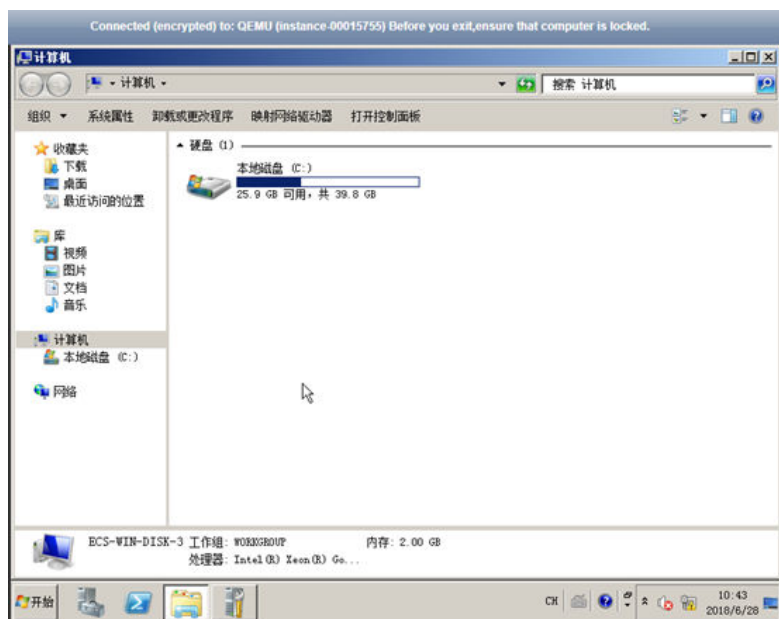 Connected (encrypted) to: QEMU (instance-00015755) Before you exit,ensure that computer is locked.
计算机
计算机
搜索 计算机
组织 系统属性 卸载或更改程序 映射网络驱动器 打开控制面板
收藏夹
下载
桌面
最近访问的位置
库
视频
图片
文档
音乐
计算机
本地磁盘 (C:)
网络
硬盘 (1)
本地磁盘 (C:)
25.9 GB 可用，共 39.8 GB
ECS-WIN-DISK-3 工作组: WORKGROUP 内存: 2.00 GB
处理器: Intel(R) Xeon(R) Go...
开始
CH
10:43
2018/6/28